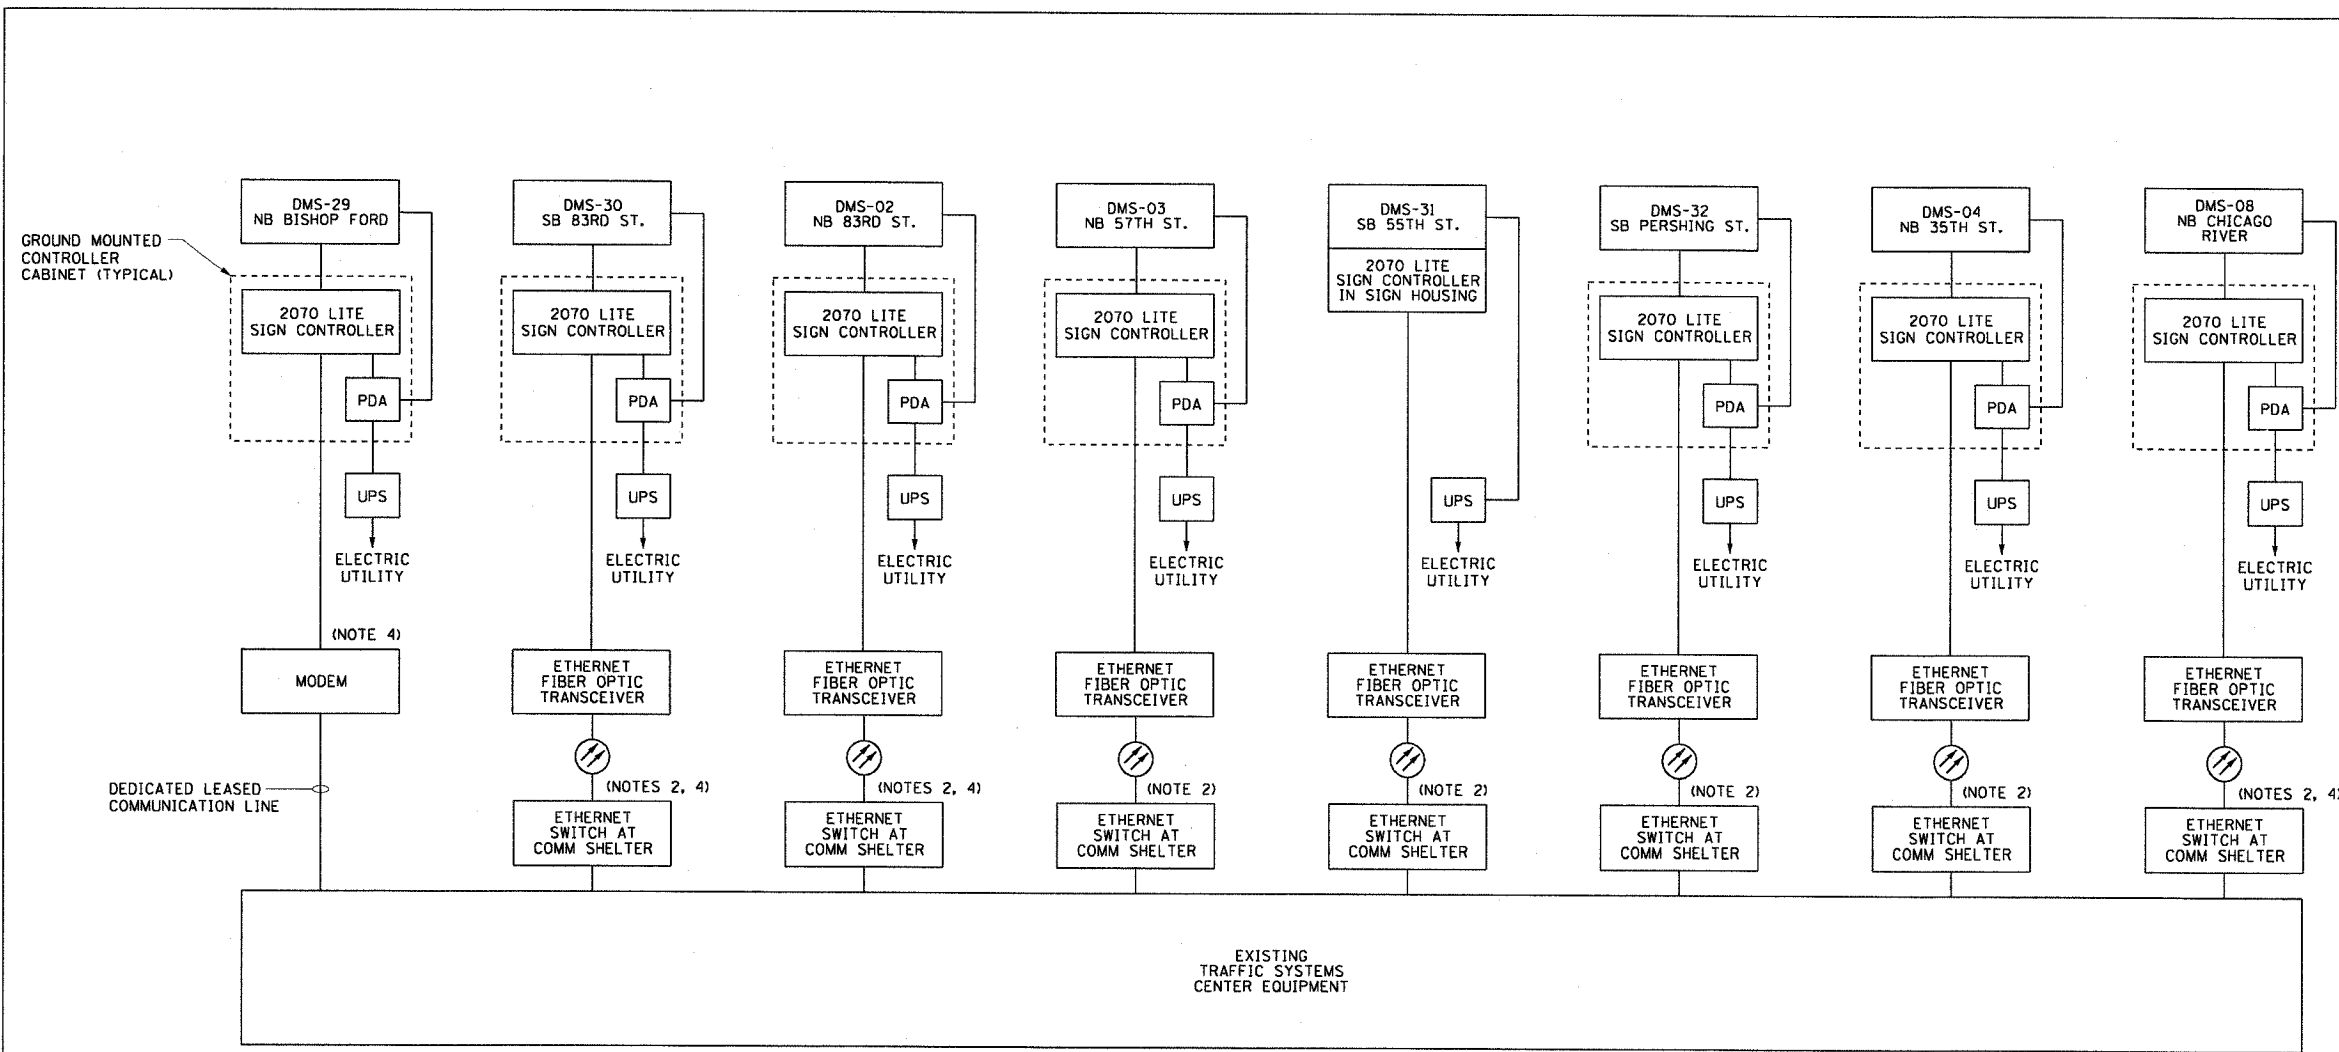 DMS-29
NB BISHOP FORD
DMS-30
SB 83RD ST.
DMS-02
NB 83RD ST.
DMS-03
NB 57TH ST.
DMS-31
SB 55TH ST.
DMS-32
SB PERSHING ST.
DMS-04
NB 35TH ST.
DMS-08
NB CHICAGO
RIVER
GROUND MOUNTED
CONTROLLER
CABINET (TYPICAL)
2070 LITE
SIGN CONTROLLER
2070 LITE
SIGN CONTROLLER
2070 LITE
SIGN CONTROLLER
2070 LITE
SIGN CONTROLLER
2070 LITE
SIGN CONTROLLER
IN SIGN HOUSING
2070 LITE
SIGN CONTROLLER
2070 LITE
SIGN CONTROLLER
2070 LITE
SIGN CONTROLLER
PDA
PDA
PDA
PDA
PDA
PDA
PDA
UPS
UPS
UPS
UPS
UPS
UPS
UPS
UPS
ELECTRIC
UTILITY
ELECTRIC
UTILITY
ELECTRIC
UTILITY
ELECTRIC
UTILITY
ELECTRIC
UTILITY
ELECTRIC
UTILITY
ELECTRIC
UTILITY
ELECTRIC
UTILITY
(NOTE 4)
MODEM
ETHERNET
FIBER OPTIC
TRANSCEIVER
ETHERNET
FIBER OPTIC
TRANSCEIVER
ETHERNET
FIBER OPTIC
TRANSCEIVER
ETHERNET
FIBER OPTIC
TRANSCEIVER
ETHERNET
FIBER OPTIC
TRANSCEIVER
ETHERNET
FIBER OPTIC
TRANSCEIVER
ETHERNET
FIBER OPTIC
TRANSCEIVER
DEDICATED LEASED
COMMUNICATION LINE
(NOTES 2, 4)
(NOTES 2, 4)
(NOTE 2)
(NOTE 2)
(NOTE 2)
(NOTE 2)
(NOTES 2, 4)
ETHERNET
SWITCH AT
COMM SHELTER
ETHERNET
SWITCH AT
COMM SHELTER
ETHERNET
SWITCH AT
COMM SHELTER
ETHERNET
SWITCH AT
COMM SHELTER
ETHERNET
SWITCH AT
COMM SHELTER
ETHERNET
SWITCH AT
COMM SHELTER
ETHERNET
SWITCH AT
COMM SHELTER
EXISTING
TRAFFIC SYSTEMS
CENTER EQUIPMENT